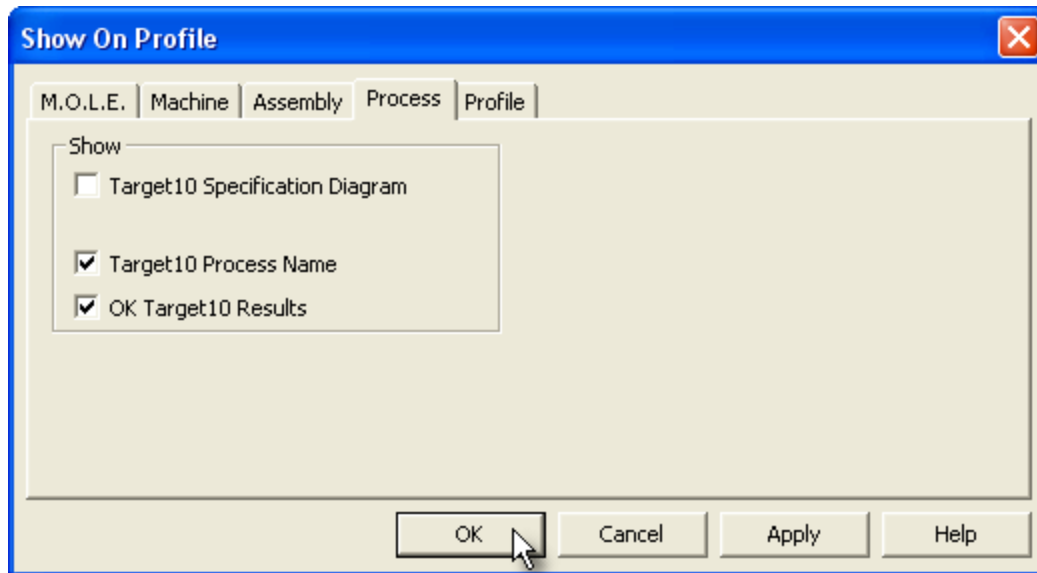 Show On Profile
M.O.L.E. Machine Assembly Process Profile
Show
Target10 Specification Diagram
Target10 Process Name
OK Target10 Results
OK Cancel Apply Help